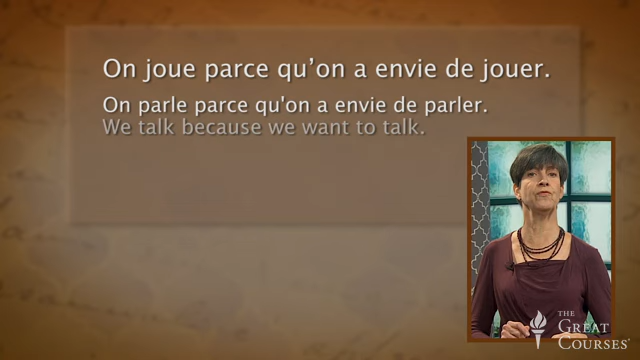 On joue parce qu’on a envie de jouer.
On parle parce qu'on a envie de parler.
We talk because we want to talk.
THE
GREAT
COURSES®